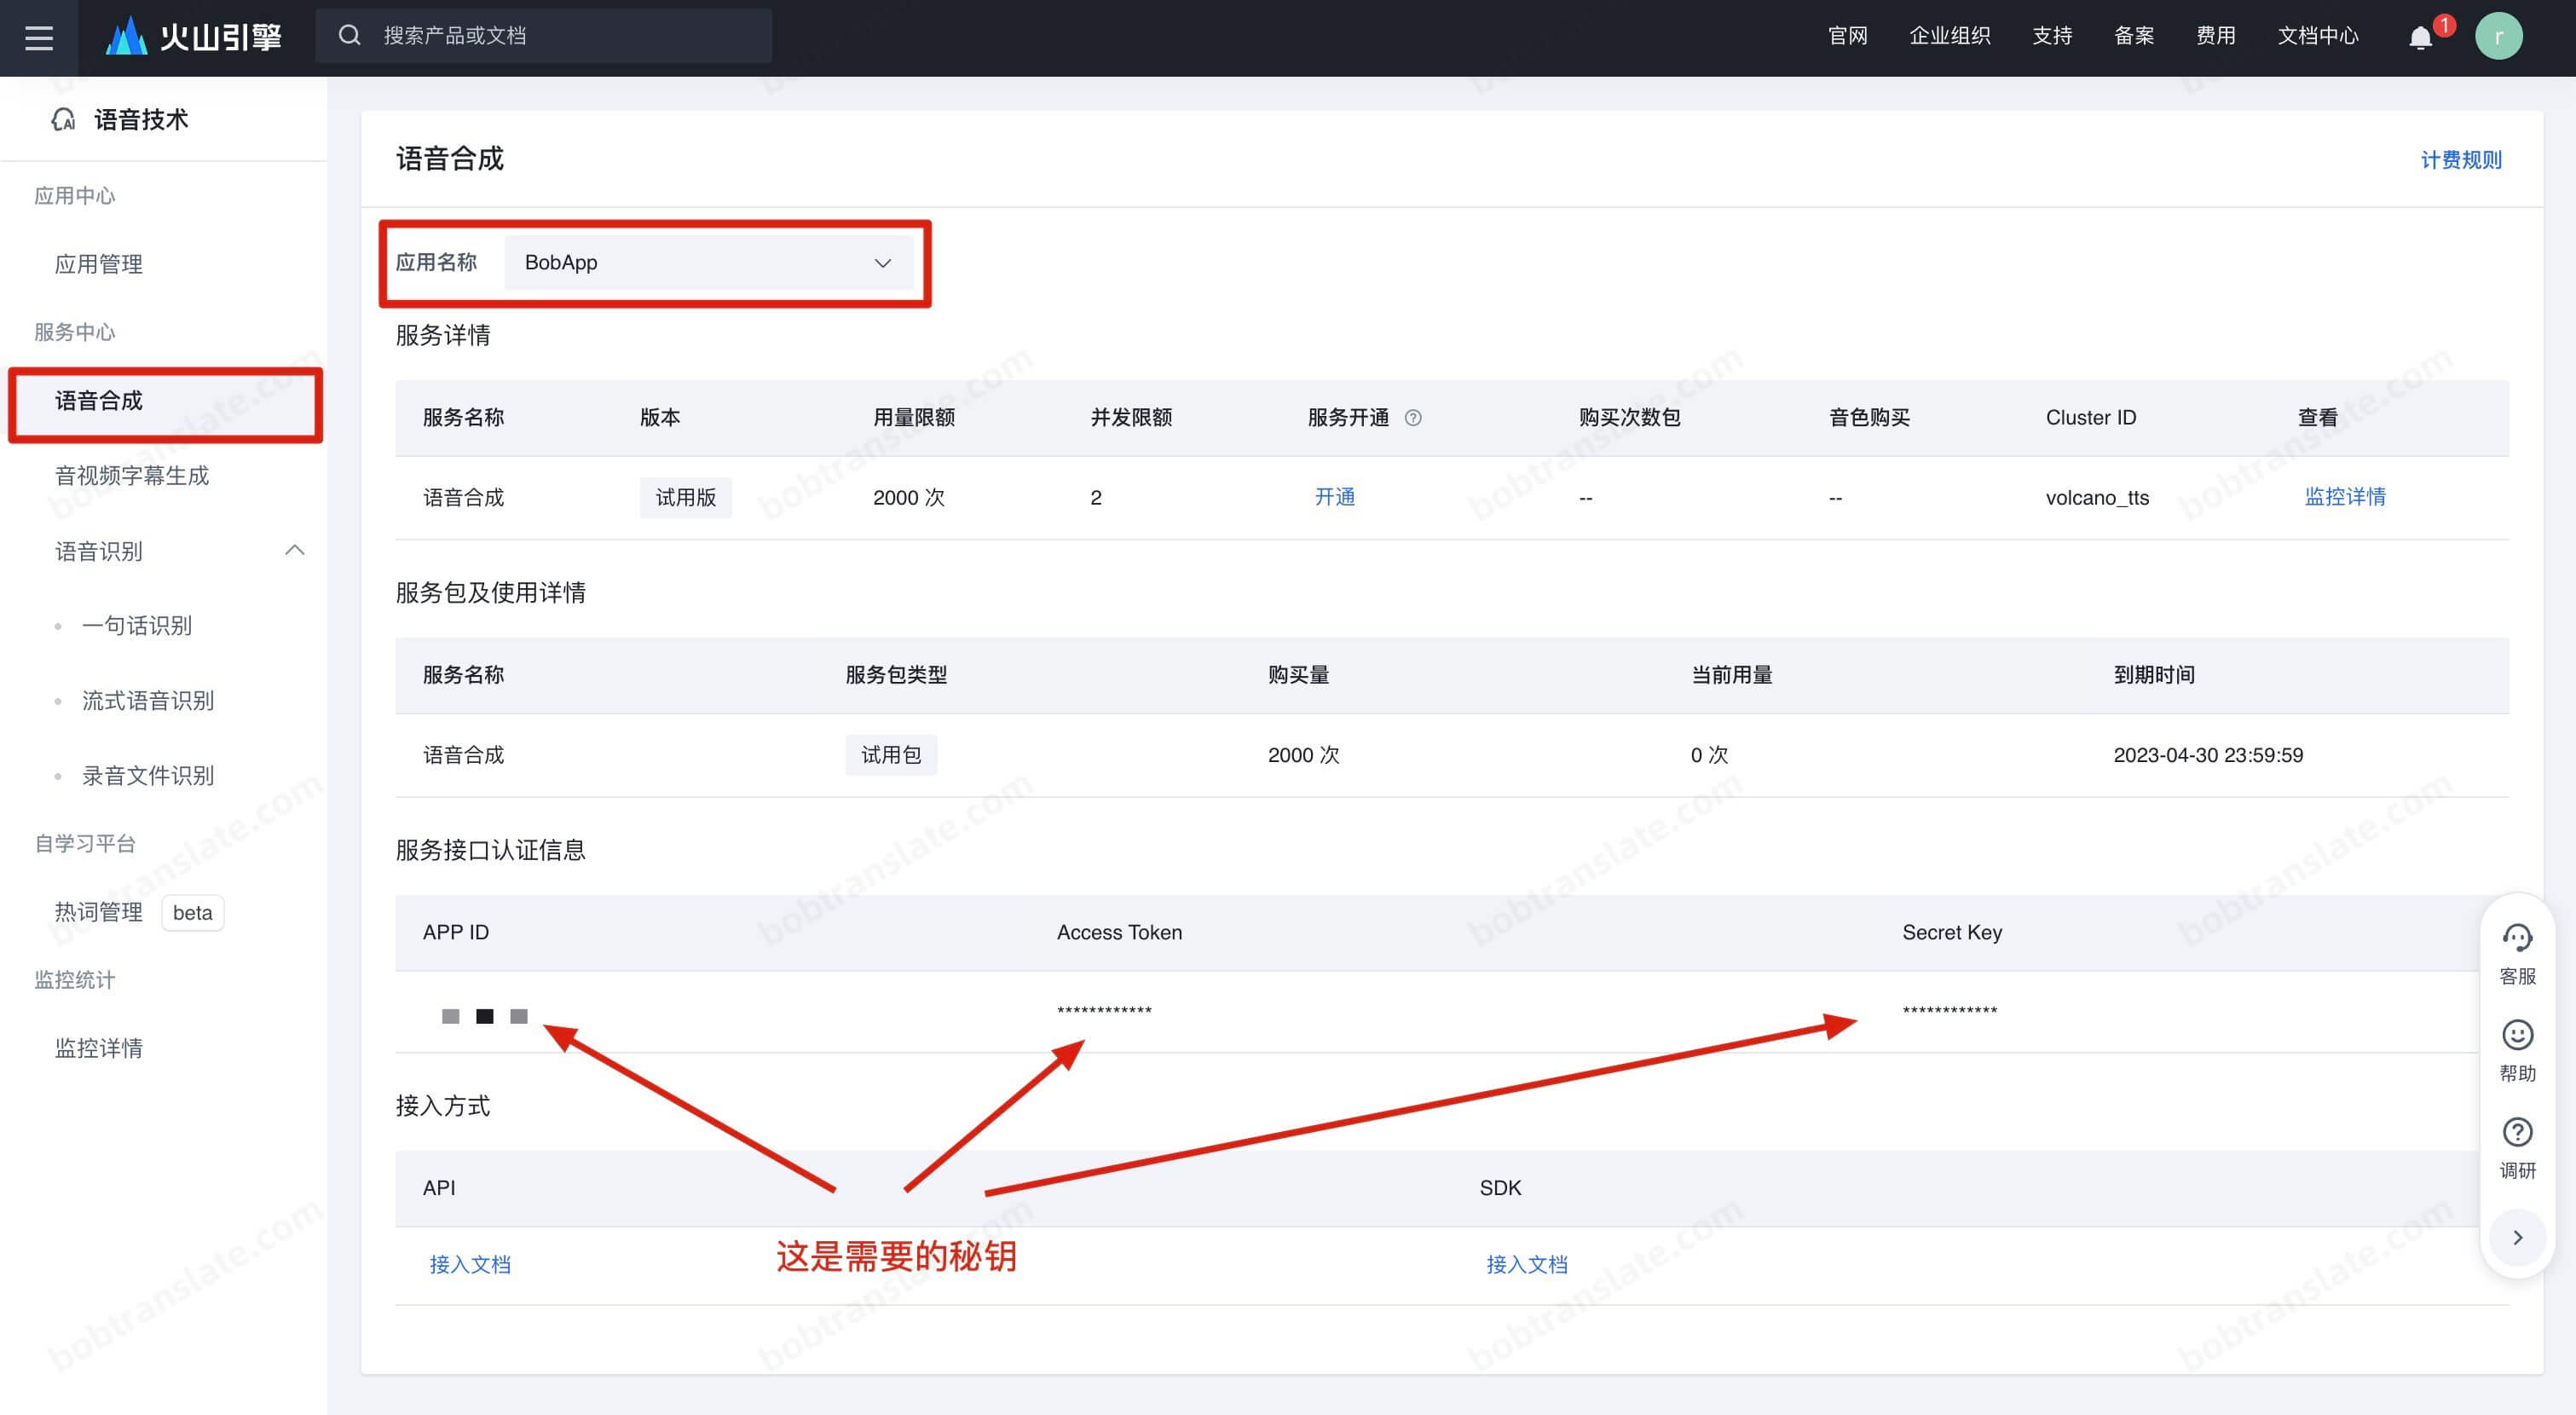 火山引擎
搜索产品或文档
官网 企业组织 支持 备案 费用 文档中心 1 r
AI 语音技术
应用中心
应用管理
服务中心
语音合成
音视频字幕生成
语音识别
一句话识别
流式语音识别
录音文件识别
自学习平台
热词管理 beta
监控统计
监控详情
语音合成 计费规则
应用名称 BobApp
服务详情
服务名称 版本 用量限额 并发限额 服务开通 ? 购买次数包 音色购买 Cluster ID 查看
语音合成 试用版 2000 次 2 开通 -- -- volcano_tts 监控详情
服务包及使用详情
服务名称 服务包类型 购买量 当前用量 到期时间
语音合成 试用包 2000 次 0 次 2023-04-30 23:59:59
服务接口认证信息
APP ID Access Token Secret Key
************ ************
接入方式
API SDK
这是需要的秘钥
接入文档 接入文档
客服
帮助
调研
bobtranslate.com